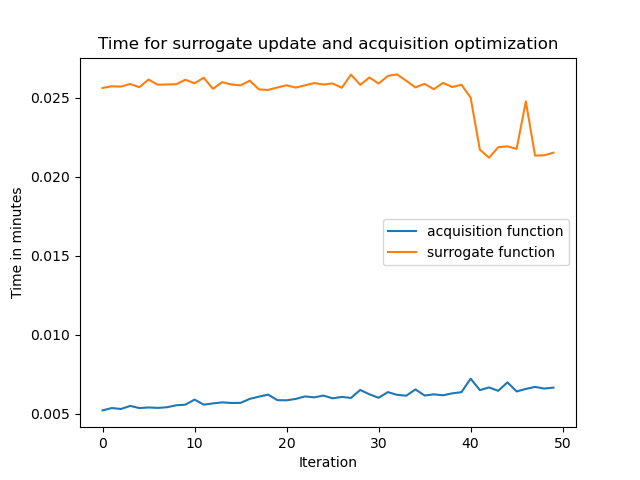 Time for surrogate update and acquisition optimization
0.025
0.020
0.015
0.010
0.005
Time in minutes
acquisition function
surrogate function
0 10 20 30 40 50
Iteration